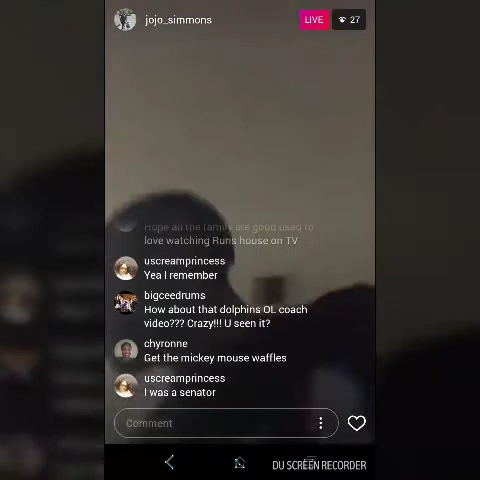 jojo_simmons
LIVE
27
Hope all the family are good used to
love watching Runs house on TV
uscreamprincess
Yea I remember
bigceedrums
How about that dolphins OL coach
video??? Crazy!!! U seen it?
chyronne
Get the mickey mouse waffles
uscreamprincess
I was a senator
Comment
DU SCREEN RECORDER